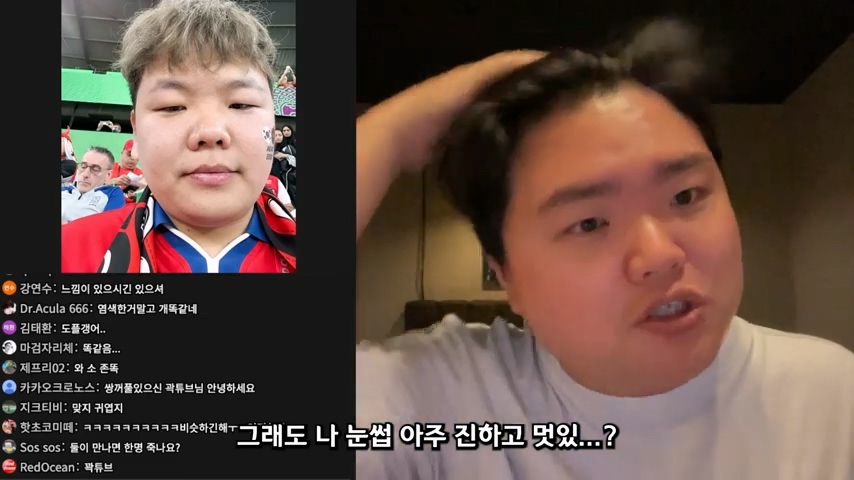 강연수: 느낌이 있으시긴 있으셔
Dr.Acula 666: 염색한거말고 개똑같네
김태환: 도플갱어..
마검자리체: 똑같음...
제프리02: 와 소 존똑
카카오크로노스: 쌍꺼풀있으신 곽튜브님 안녕하세요
지크티비: 맞지 귀엽지
핫초코미떼: ㅋㅋㅋㅋㅋㅋㅋㅋㅋㅋ비슷하긴해ㅜ
Sos sos: 둘이 만나면 한명 죽나요?
RedOcean: 꽉튜브
그래도 나 눈썹 아주 진하고 멋있...?